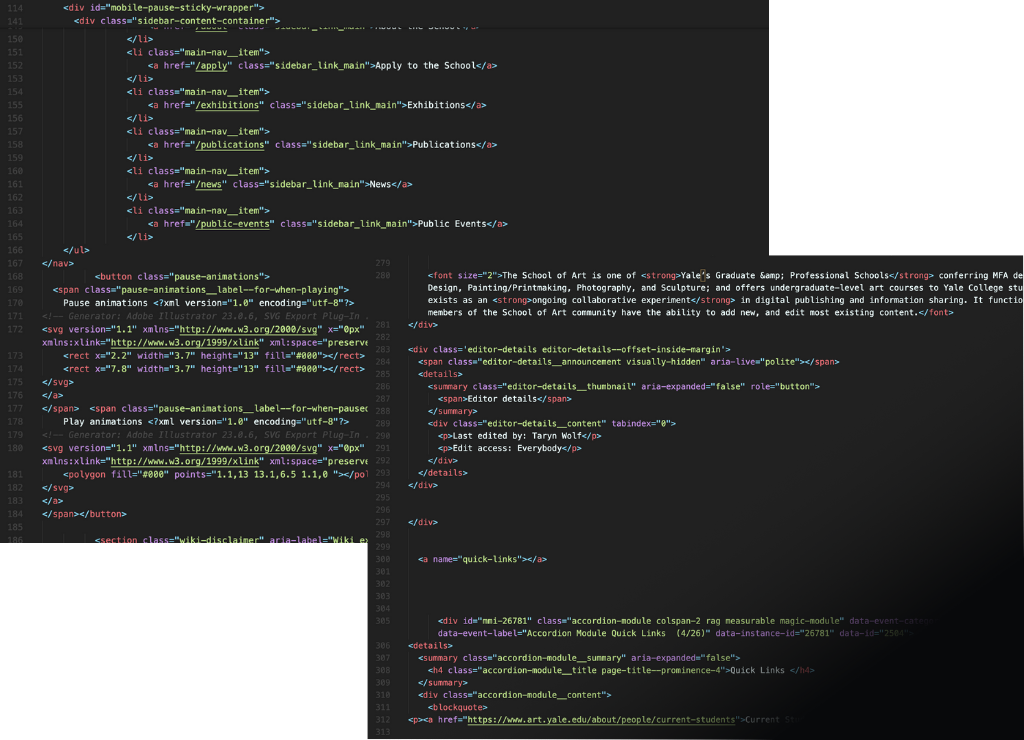 114 <div id="mobile-pause-sticky-wrapper">
141 <div class="sidebar-content-container">
150 </li>
151 <li class="main-nav__item">
152 <a href="/apply" class="sidebar_link_main">Apply to the School</a>
153 </li>
154 <li class="main-nav__item">
155 <a href="/exhibitions" class="sidebar_link_main">Exhibitions</a>
156 </li>
157 <li class="main-nav__item">
158 <a href="/publications" class="sidebar_link_main">Publications</a>
159 </li>
160 <li class="main-nav__item">
161 <a href="/news" class="sidebar_link_main">News</a>
162 </li>
163 <li class="main-nav__item">
164 <a href="/public-events" class="sidebar_link_main">Public Events</a>
165 </li>
166 </ul>
167 </nav>
168 <button class="pause-animations">
169 <span class="pause-animations__label--for-when-playing">
170 Pause animations <?xml version="1.0" encoding="utf-8"?>
171 <!-- Generator: Adobe Illustrator 23.0.6, SVG Export Plug-In .
172 <svg version="1.1" xmlns="http://www.w3.org/2000/svg" x="0px"
xmlns:xlink="http://www.w3.org/1999/xlink" xml:space="preserve
173 <rect x="2.2" width="3.7" height="13" fill="#000"></rect>
174 <rect x="7.8" width="3.7" height="13" fill="#000"></rect>
175 </svg>
176 </a>
177 </span> <span class="pause-animations__label--for-when-paused
178 Play animations <?xml version="1.0" encoding="utf-8"?>
179 <!-- Generator: Adobe Illustrator 23.0.6, SVG Export Plug-In .
180 <svg version="1.1" xmlns="http://www.w3.org/2000/svg" x="0px"
xmlns:xlink="http://www.w3.org/1999/xlink" xml:space="preserve
181 <polygon fill="#000" points="1.1,13 13.1,6.5 1.1,0 "></pol
182 </svg>
183 </a>
184 </span></button>
185
186 <section class="wiki-disclaimer" aria-label="Wiki ex
279
280 <font size="2">The School of Art is one of <strong>Yale's Graduate &amp; Professional Schools</strong> conferring MFA de
Design, Painting/Printmaking, Photography, and Sculpture; and offers undergraduate-level art courses to Yale College stu
exists as an <strong>ongoing collaborative experiment</strong> in digital publishing and information sharing. It functio
members of the School of Art community have the ability to add new, and edit most existing content.</font>
281 </div>
282
283 <div class='editor-details editor-details--offset-inside-margin'>
284 <span class="editor-details__announcement visually-hidden" aria-live="polite"></span>
285 <details>
286 <summary class="editor-details__thumbnail" aria-expanded="false" role="button">
287 <span>Editor details</span>
288 </summary>
289 <div class="editor-details__content" tabindex="0">
290 <p>Last edited by: Taryn Wolf</p>
291 <p>Edit access: Everybody</p>
292 </div>
293 </details>
294 </div>
295
296
297 </div>
298
299
300 <a name="quick-links"></a>
301
302
303
304
305 <div id="mmi-26781" class="accordion-module colspan-2 rag measurable magic-module" data-event-categ
data-event-label="Accordion Module Quick Links (4/26)" data-instance-id="26781" data-id="2504">
306 <details>
307 <summary class="accordion-module__summary" aria-expanded="false">
308 <h4 class="accordion-module__title page-title--prominence-4">Quick Links </h4>
309 </summary>
310 <div class="accordion-module__content">
311 <blockquote>
312 <p><a href="https://www.art.yale.edu/about/people/current-students">Current
313